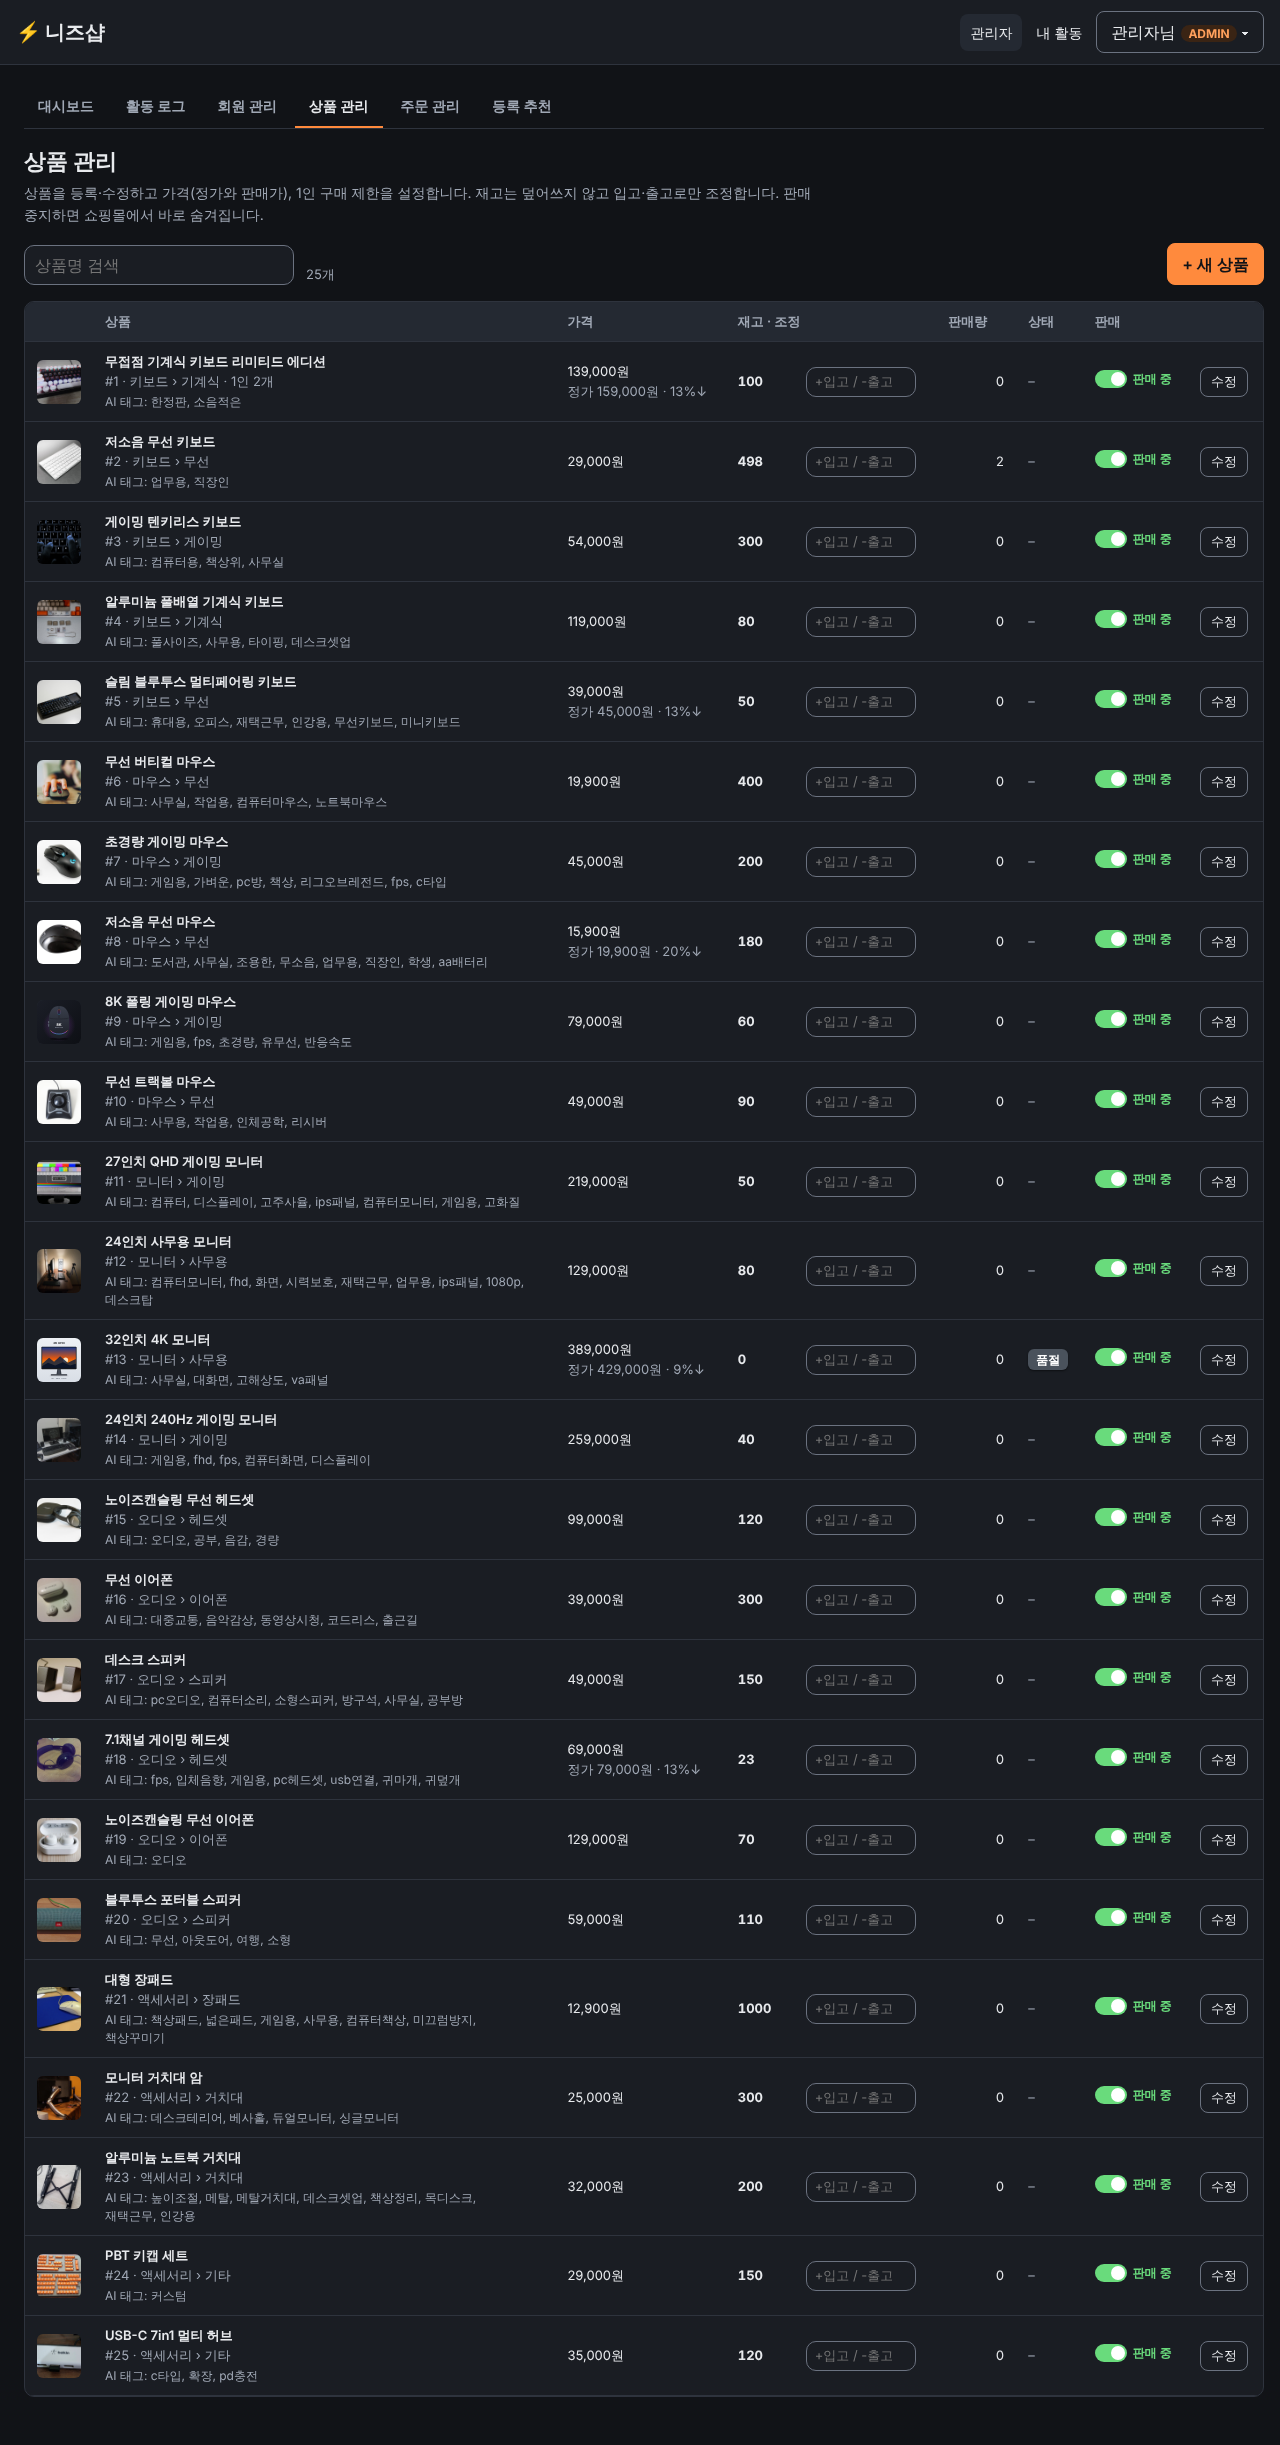 ⚡ 니즈샵
관리자 내 활동 관리자님 ADMIN
대시보드 활동 로그 회원 관리 상품 관리 주문 관리 등록 추천
상품 관리
상품을 등록·수정하고 가격(정가와 판매가), 1인 구매 제한을 설정합니다. 재고는 덮어쓰지 않고 입고·출고로만 조정합니다. 판매
중지하면 쇼핑몰에서 바로 숨겨집니다.
상품명 검색 25개 + 새 상품
상품 가격 재고 · 조정 판매량 상태 판매
무접점 기계식 키보드 리미티드 에디션
#1 · 키보드 › 기계식 · 1인 2개
AI 태그: 한정판, 소음적은
139,000원
정가 159,000원 · 13%↓
100 +입고 / -출고 0 – 판매 중 수정
저소음 무선 키보드
#2 · 키보드 › 무선
AI 태그: 업무용, 직장인
29,000원 498 +입고 / -출고 2 – 판매 중 수정
게이밍 텐키리스 키보드
#3 · 키보드 › 게이밍
AI 태그: 컴퓨터용, 책상위, 사무실
54,000원 300 +입고 / -출고 0 – 판매 중 수정
알루미늄 풀배열 기계식 키보드
#4 · 키보드 › 기계식
AI 태그: 풀사이즈, 사무용, 타이핑, 데스크셋업
119,000원 80 +입고 / -출고 0 – 판매 중 수정
슬림 블루투스 멀티페어링 키보드
#5 · 키보드 › 무선
AI 태그: 휴대용, 오피스, 재택근무, 인강용, 무선키보드, 미니키보드
39,000원
정가 45,000원 · 13%↓
50 +입고 / -출고 0 – 판매 중 수정
무선 버티컬 마우스
#6 · 마우스 › 무선
AI 태그: 사무실, 작업용, 컴퓨터마우스, 노트북마우스
19,900원 400 +입고 / -출고 0 – 판매 중 수정
초경량 게이밍 마우스
#7 · 마우스 › 게이밍
AI 태그: 게임용, 가벼운, pc방, 책상, 리그오브레전드, fps, c타입
45,000원 200 +입고 / -출고 0 – 판매 중 수정
저소음 무선 마우스
#8 · 마우스 › 무선
AI 태그: 도서관, 사무실, 조용한, 무소음, 업무용, 직장인, 학생, aa배터리
15,900원
정가 19,900원 · 20%↓
180 +입고 / -출고 0 – 판매 중 수정
8K 폴링 게이밍 마우스
#9 · 마우스 › 게이밍
AI 태그: 게임용, fps, 초경량, 유무선, 반응속도
79,000원 60 +입고 / -출고 0 – 판매 중 수정
무선 트랙볼 마우스
#10 · 마우스 › 무선
AI 태그: 사무용, 작업용, 인체공학, 리시버
49,000원 90 +입고 / -출고 0 – 판매 중 수정
27인치 QHD 게이밍 모니터
#11 · 모니터 › 게이밍
AI 태그: 컴퓨터, 디스플레이, 고주사율, ips패널, 컴퓨터모니터, 게임용, 고화질
219,000원 50 +입고 / -출고 0 – 판매 중 수정
24인치 사무용 모니터
#12 · 모니터 › 사무용
AI 태그: 컴퓨터모니터, fhd, 화면, 시력보호, 재택근무, 업무용, ips패널, 1080p,
데스크탑
129,000원 80 +입고 / -출고 0 – 판매 중 수정
32인치 4K 모니터
#13 · 모니터 › 사무용
AI 태그: 사무실, 대화면, 고해상도, va패널
389,000원
정가 429,000원 · 9%↓
0 +입고 / -출고 0 품절 판매 중 수정
24인치 240Hz 게이밍 모니터
#14 · 모니터 › 게이밍
AI 태그: 게임용, fhd, fps, 컴퓨터화면, 디스플레이
259,000원 40 +입고 / -출고 0 – 판매 중 수정
노이즈캔슬링 무선 헤드셋
#15 · 오디오 › 헤드셋
AI 태그: 오디오, 공부, 음감, 경량
99,000원 120 +입고 / -출고 0 – 판매 중 수정
무선 이어폰
#16 · 오디오 › 이어폰
AI 태그: 대중교통, 음악감상, 동영상시청, 코드리스, 출근길
39,000원 300 +입고 / -출고 0 – 판매 중 수정
데스크 스피커
#17 · 오디오 › 스피커
AI 태그: pc오디오, 컴퓨터소리, 소형스피커, 방구석, 사무실, 공부방
49,000원 150 +입고 / -출고 0 – 판매 중 수정
7.1채널 게이밍 헤드셋
#18 · 오디오 › 헤드셋
AI 태그: fps, 입체음향, 게임용, pc헤드셋, usb연결, 귀마개, 귀덮개
69,000원
정가 79,000원 · 13%↓
23 +입고 / -출고 0 – 판매 중 수정
노이즈캔슬링 무선 이어폰
#19 · 오디오 › 이어폰
AI 태그: 오디오
129,000원 70 +입고 / -출고 0 – 판매 중 수정
블루투스 포터블 스피커
#20 · 오디오 › 스피커
AI 태그: 무선, 아웃도어, 여행, 소형
59,000원 110 +입고 / -출고 0 – 판매 중 수정
대형 장패드
#21 · 액세서리 › 장패드
AI 태그: 책상패드, 넓은패드, 게임용, 사무용, 컴퓨터책상, 미끄럼방지,
책상꾸미기
12,900원 1000 +입고 / -출고 0 – 판매 중 수정
모니터 거치대 암
#22 · 액세서리 › 거치대
AI 태그: 데스크테리어, 베사홀, 듀얼모니터, 싱글모니터
25,000원 300 +입고 / -출고 0 – 판매 중 수정
알루미늄 노트북 거치대
#23 · 액세서리 › 거치대
AI 태그: 높이조절, 메탈, 메탈거치대, 데스크셋업, 책상정리, 목디스크,
재택근무, 인강용
32,000원 200 +입고 / -출고 0 – 판매 중 수정
PBT 키캡 세트
#24 · 액세서리 › 기타
AI 태그: 커스텀
29,000원 150 +입고 / -출고 0 – 판매 중 수정
USB-C 7in1 멀티 허브
#25 · 액세서리 › 기타
AI 태그: c타입, 확장, pd충전
35,000원 120 +입고 / -출고 0 – 판매 중 수정